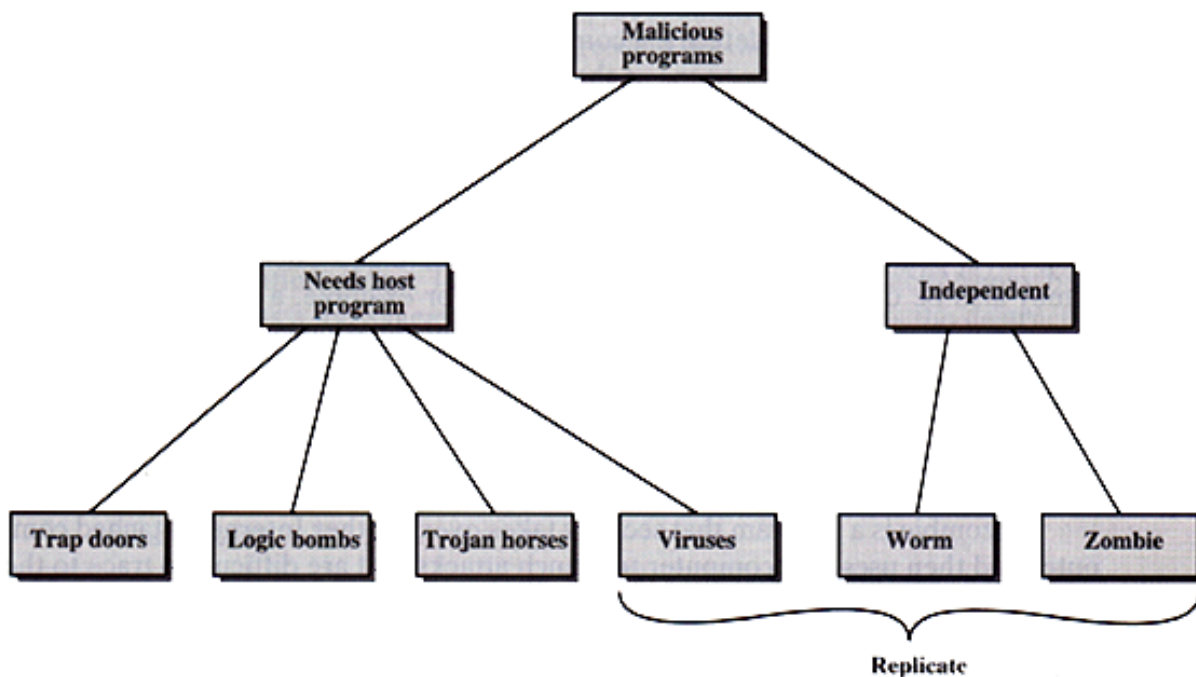 Malicious
programs
Needs host
program
Independent
Trap doors
Logic bombs
Trojan horses
Viruses
Worm
Zombie
Replicate